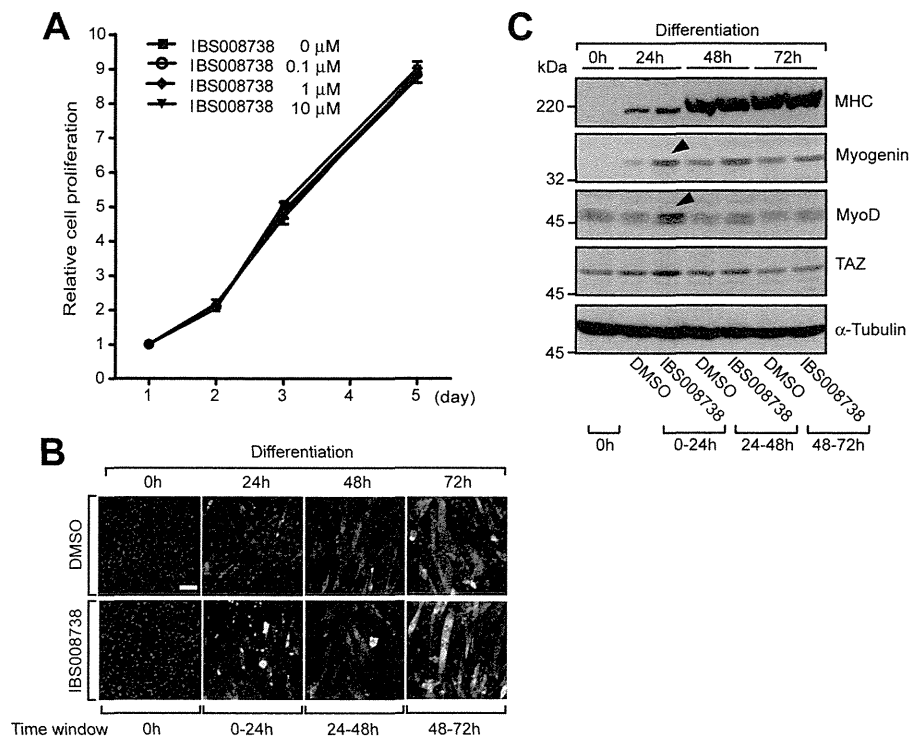 A
Relative cell proliferation
10
9
8
7
6
5
4
3
2
1
0
IBS008738 0 μM
IBS008738 0.1 μM
IBS008738 1 μM
IBS008738 10 μM
1 2 3 4 5 (day)
B
Differentiation
0h 24h 48h 72h
DMSO
IBS008738
Time window 0h 0-24h 24-48h 48-72h
C
Differentiation
kDa 0h 24h 48h 72h
220 MHC
Myogenin
32
45 MyoD
TAZ
45
α-Tubulin
45
DMSO IBS008738 DMSO IBS008738 DMSO IBS008738
0h 0-24h 24-48h 48-72h